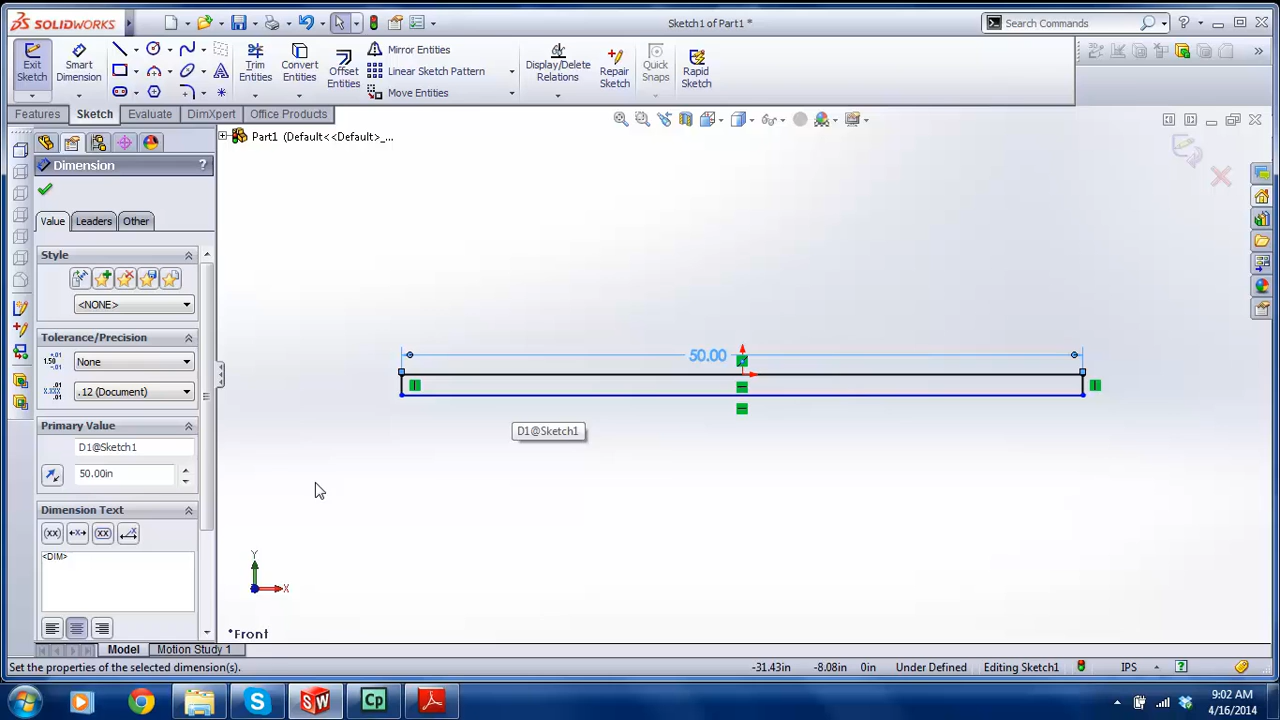 SOLIDWORKS
Sketch1 of Part1 *
Search Commands
?
Exit Sketch
Smart Dimension
Trim Entities
Convert Entities
Offset Entities
Mirror Entities
Linear Sketch Pattern
Move Entities
Display/Delete Relations
Repair Sketch
Quick Snaps
Rapid Sketch
Features
Sketch
Evaluate
DimXpert
Office Products
Part1 (Default<<Default>_...
Dimension
?
Value
Leaders
Other
Style
<NONE>
Tolerance/Precision
None
.12 (Document)
Primary Value
D1@Sketch1
50.00in
Dimension Text
<DIM>
50.00
D1@Sketch1
Y
X
*Front
Model
Motion Study 1
Set the properties of the selected dimension(s).
-31.43in
-8.08in
0in
Under Defined
Editing Sketch1
IPS
?
SW
Cp
9:02 AM
4/16/2014